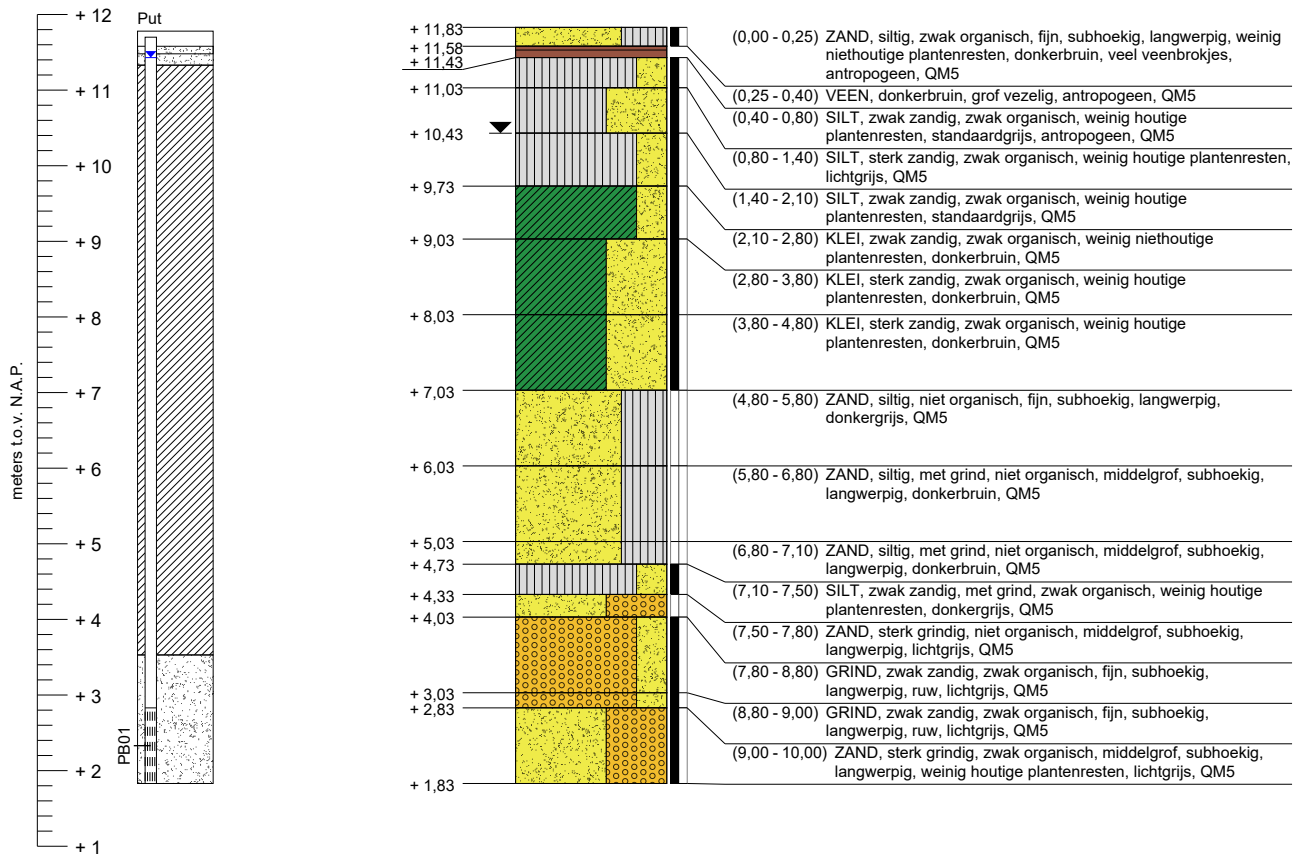 meters t.o.v. N.A.P.
+ 12
+ 11
+ 10
+ 9
+ 8
+ 7
+ 6
+ 5
+ 4
+ 3
+ 2
+ 1
Put
PB01
+ 11,83
+ 11,58
+ 11,43
+ 11,03
+ 10,43
+ 9,73
+ 9,03
+ 8,03
+ 7,03
+ 6,03
+ 5,03
+ 4,73
+ 4,33
+ 4,03
+ 3,03
+ 2,83
+ 1,83
(0,00 - 0,25) ZAND, siltig, zwak organisch, fijn, subhoekig, langwerpig, weinig
niethoutige plantenresten, donkerbruin, veel veenbrokjes,
antropogeen, QM5
(0,25 - 0,40) VEEN, donkerbruin, grof vezelig, antropogeen, QM5
(0,40 - 0,80) SILT, zwak zandig, zwak organisch, weinig houtige
plantenresten, standaardgrijs, antropogeen, QM5
(0,80 - 1,40) SILT, sterk zandig, zwak organisch, weinig houtige plantenresten,
lichtgrijs, QM5
(1,40 - 2,10) SILT, zwak zandig, zwak organisch, weinig houtige
plantenresten, standaardgrijs, QM5
(2,10 - 2,80) KLEI, zwak zandig, zwak organisch, weinig niethoutige
plantenresten, donkerbruin, QM5
(2,80 - 3,80) KLEI, sterk zandig, zwak organisch, weinig houtige
plantenresten, donkerbruin, QM5
(3,80 - 4,80) KLEI, sterk zandig, zwak organisch, weinig houtige
plantenresten, donkerbruin, QM5
(4,80 - 5,80) ZAND, siltig, niet organisch, fijn, subhoekig, langwerpig,
donkergrijs, QM5
(5,80 - 6,80) ZAND, siltig, met grind, niet organisch, middelgrof, subhoekig,
langwerpig, donkerbruin, QM5
(6,80 - 7,10) ZAND, siltig, met grind, niet organisch, middelgrof, subhoekig,
langwerpig, donkerbruin, QM5
(7,10 - 7,50) SILT, zwak zandig, met grind, zwak organisch, weinig houtige
plantenresten, donkergrijs, QM5
(7,50 - 7,80) ZAND, sterk grindig, niet organisch, middelgrof, subhoekig,
langwerpig, lichtgrijs, QM5
(7,80 - 8,80) GRIND, zwak zandig, zwak organisch, fijn, subhoekig,
langwerpig, ruw, lichtgrijs, QM5
(8,80 - 9,00) GRIND, zwak zandig, zwak organisch, fijn, subhoekig,
langwerpig, ruw, lichtgrijs, QM5
(9,00 - 10,00) ZAND, sterk grindig, zwak organisch, middelgrof, subhoekig,
langwerpig, weinig houtige plantenresten, lichtgrijs, QM5